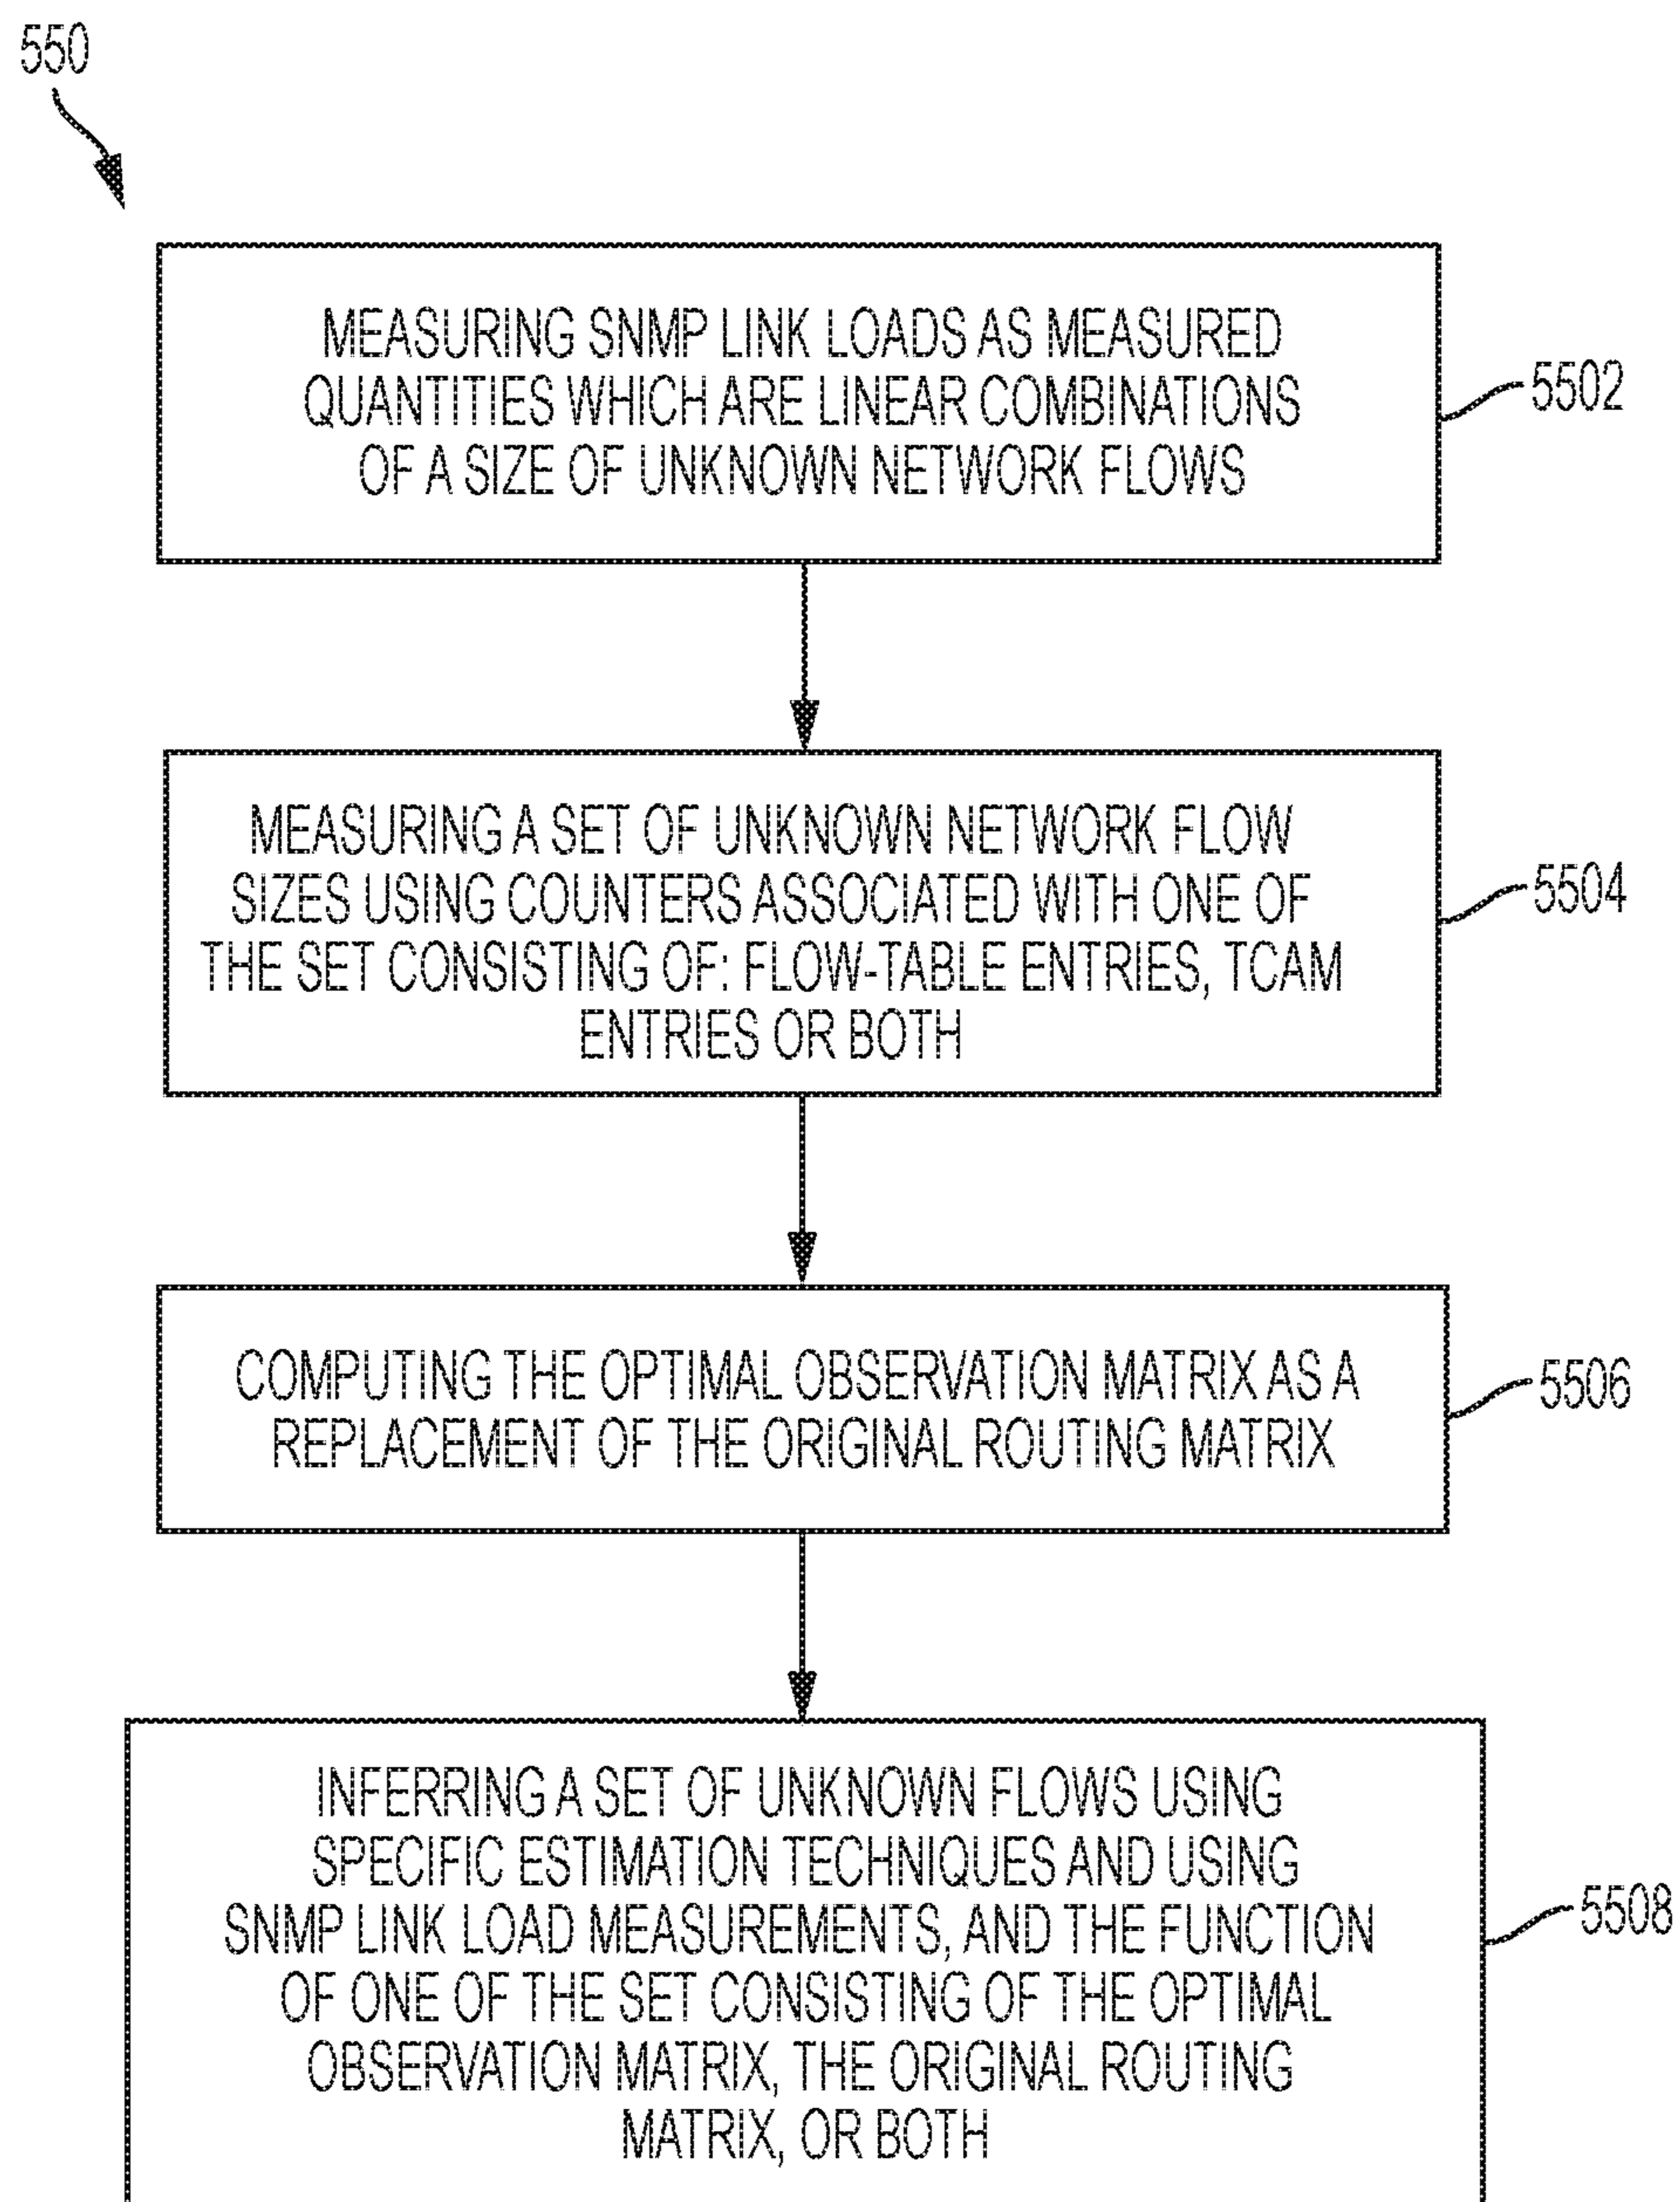 550
MEASURING SNMP LINK LOADS AS MEASURED
QUANTITIES WHICH ARE LINEAR COMBINATIONS
OF A SIZE OF UNKNOWN NETWORK FLOWS
5502
MEASURING A SET OF UNKNOWN NETWORK FLOW
SIZES USING COUNTERS ASSOCIATED WITH ONE OF
THE SET CONSISTING OF: FLOW-TABLE ENTRIES, TCAM
ENTRIES OR BOTH
5504
COMPUTING THE OPTIMAL OBSERVATION MATRIX AS A
REPLACEMENT OF THE ORIGINAL ROUTING MATRIX
5506
INFERRING A SET OF UNKNOWN FLOWS USING
SPECIFIC ESTIMATION TECHNIQUES AND USING
SNMP LINK LOAD MEASUREMENTS, AND THE FUNCTION
OF ONE OF THE SET CONSISTING OF THE OPTIMAL
OBSERVATION MATRIX, THE ORIGINAL ROUTING
MATRIX, OR BOTH
5508